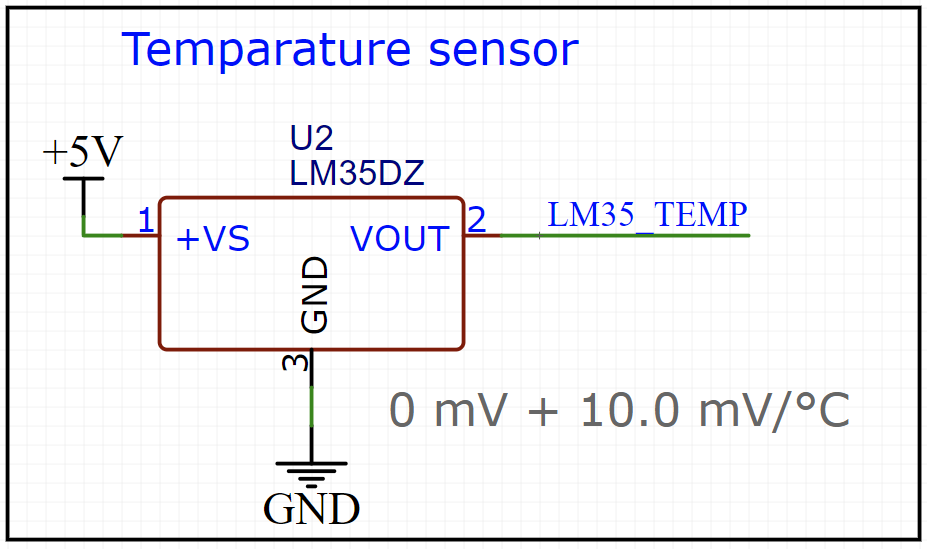 Temparature sensor
+5V
U2
LM35DZ
1
+VS
VOUT
2
LM35_TEMP
GND
3
0 mV + 10.0 mV/°C
GND